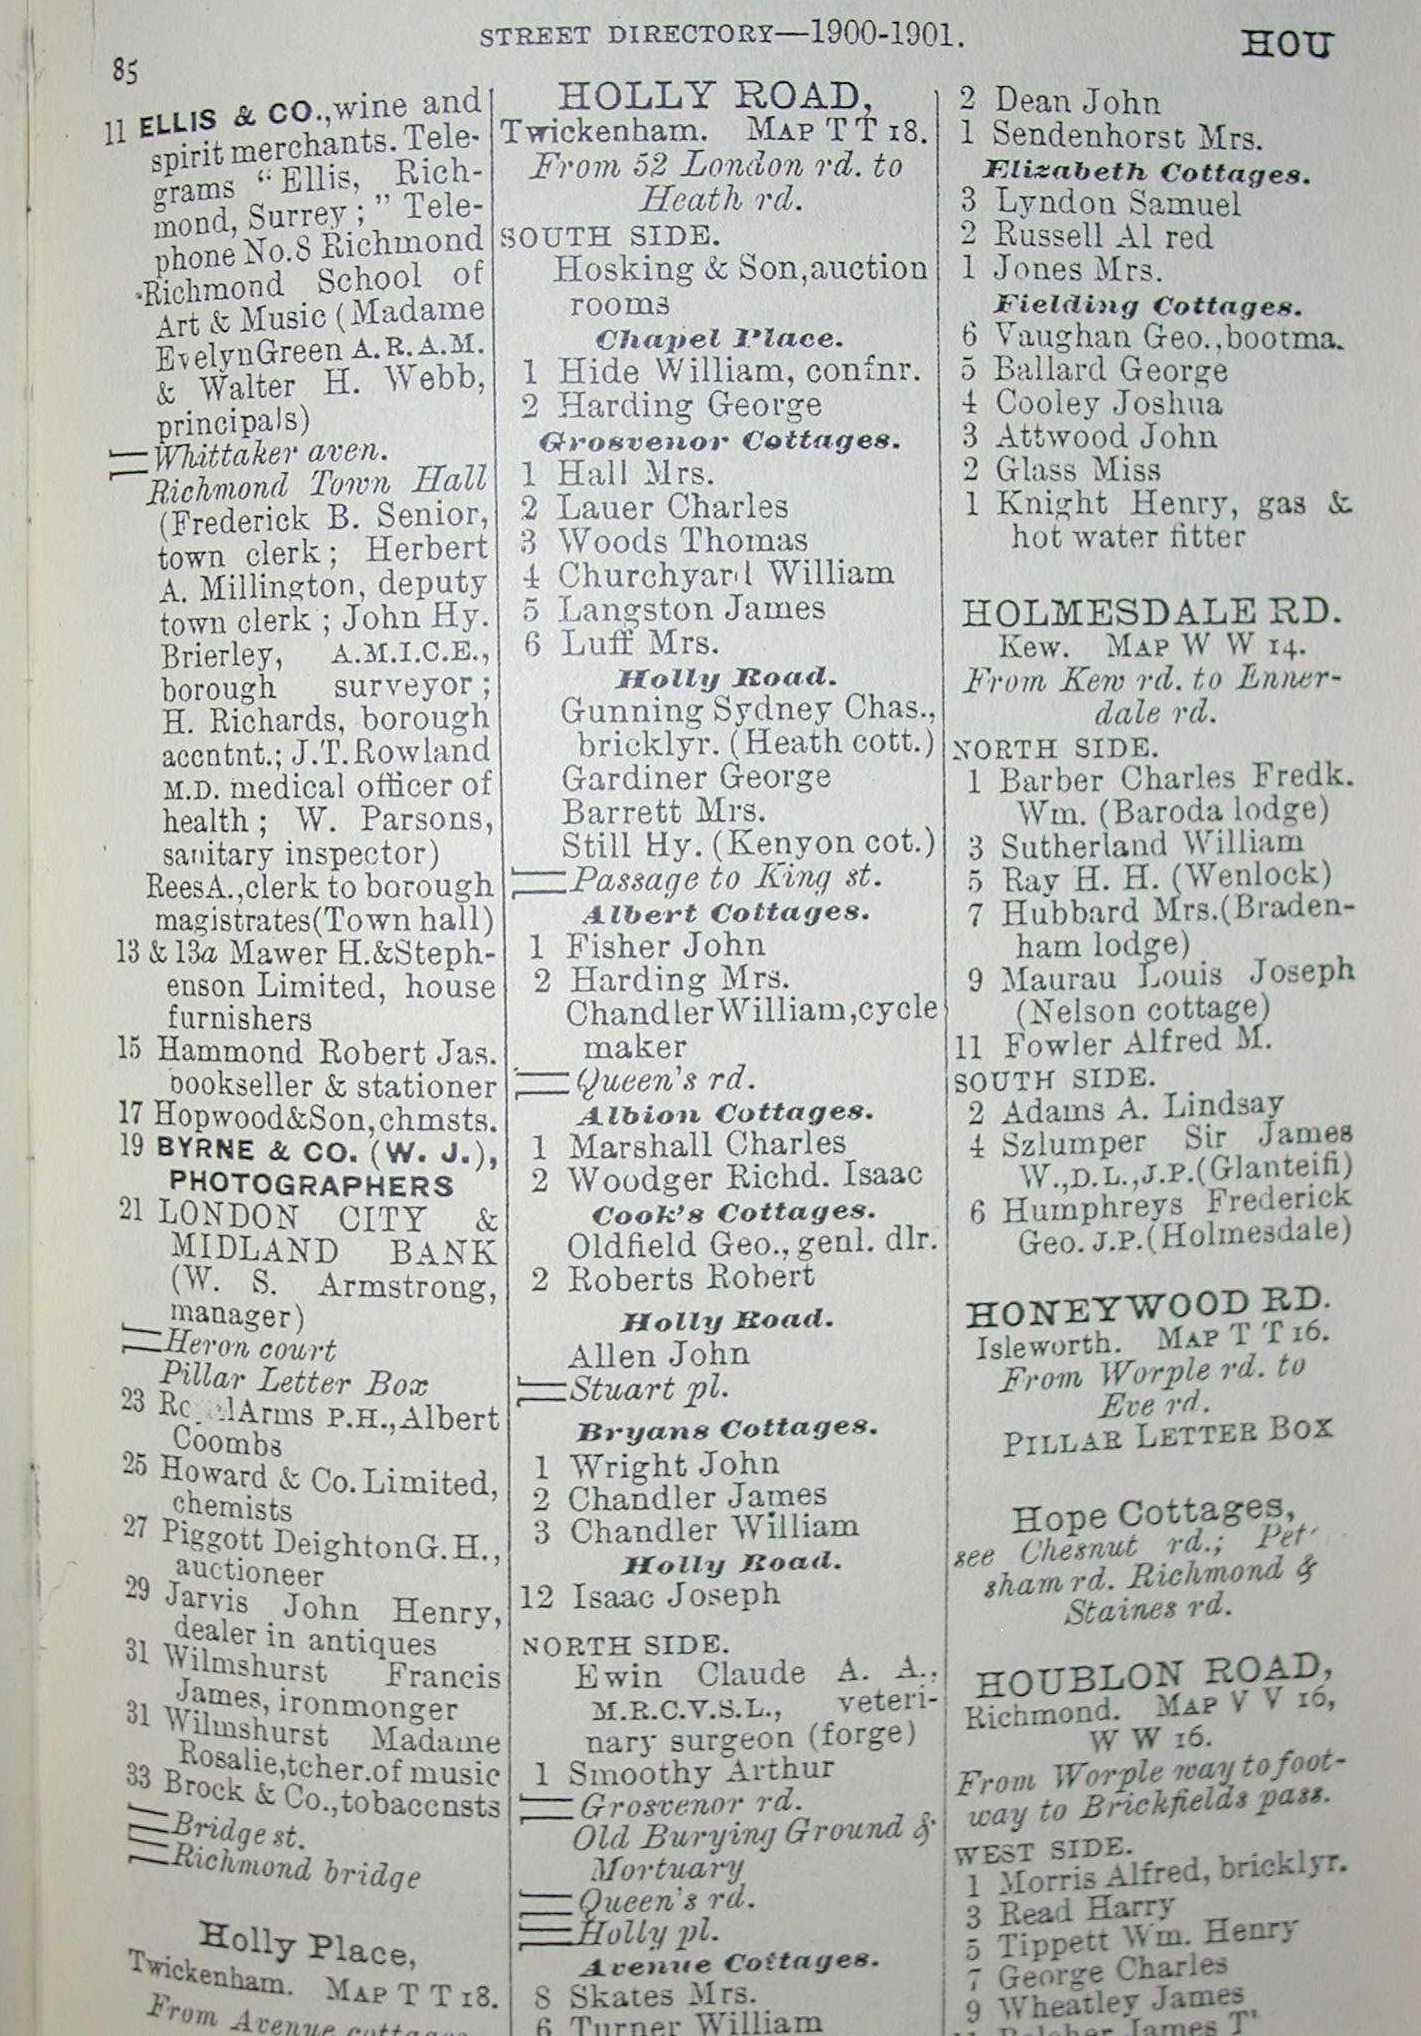 STREET DIRECTORY—1900-1901.
HOU
85
11 ELLIS & CO.,wine and
spirit merchants. Tele-
grams “Ellis, Rich-
mond, Surrey ; ” Tele-
phone No.8 Richmond
Richmond School of
Art & Music (Madame
EvelynGreen A.R.A.M.
& Walter H. Webb,
principals)
Whittaker aven.
Richmond Town Hall
(Frederick B. Senior,
town clerk ; Herbert
A. Millington, deputy
town clerk ; John Hy.
Brierley, A.M.I.C.E.,
borough surveyor ;
H. Richards, borough
accntnt.; J.T.Rowland
M.D. medical officer of
health ; W. Parsons,
sanitary inspector)
ReesA.,clerk to borough
magistrates(Town hall)
13 & 13a Mawer H.&Steph-
enson Limited, house
furnishers
15 Hammond Robert Jas.
bookseller & stationer
17 Hopwood&Son,chmsts.
19 BYRNE & CO. (W. J.),
PHOTOGRAPHERS
21 LONDON CITY &
MIDLAND BANK
(W. S. Armstrong,
manager)
Heron court
Pillar Letter Box
23 Arms P.H.,Albert
Coombs
25 Howard & Co.Limited,
chemists
27 Piggott DeightonG.H.,
auctioneer
29 Jarvis John Henry,
dealer in antiques
31 Wilmshurst Francis
James, ironmonger
31 Wilmshurst Madame
Rosalie,tcher.of music
33 Brock & Co.,tobaccnsts
Bridge st.
Richmond bridge
Holly Place,
Twickenham. MAP T T 18.
From Avenue
HOLLY ROAD,
Twickenham. MAP T T 18.
From 52 London rd. to
Heath rd.
SOUTH SIDE.
Hosking & Son,auction
rooms
Chapel Place.
1 Hide William, confnr.
2 Harding George
Grosvenor Cottages.
1 Hall Mrs.
2 Lauer Charles
3 Woods Thomas
4 Churchyard William
5 Langston James
6 Luff Mrs.
Holly Road.
Gunning Sydney Chas.,
bricklyr. (Heath cott.)
Gardiner George
Barrett Mrs.
Still Hy. (Kenyon cot.)
Passage to King st.
Albert Cottages.
1 Fisher John
2 Harding Mrs.
ChandlerWilliam,cycle
maker
Queen's rd.
Albion Cottages.
1 Marshall Charles
2 Woodger Richd. Isaac
Cook's Cottages.
Oldfield Geo., genl. dlr.
2 Roberts Robert
Holly Road.
Allen John
Stuart pl.
Bryans Cottages.
1 Wright John
2 Chandler James
3 Chandler William
Holly Road.
12 Isaac Joseph
NORTH SIDE.
Ewin Claude A. A.,
M.R.C.V.S.L., veteri-
nary surgeon (forge)
1 Smoothy Arthur
Grosvenor rd.
Old Burying Ground &
Mortuary
Queen's rd.
Holly pl.
Avenue Cottages.
8 Skates Mrs.
6 Turner William
2 Dean John
1 Sendenhorst Mrs.
Elizabeth Cottages.
3 Lyndon Samuel
2 Russell Al red
1 Jones Mrs.
Fielding Cottages.
6 Vaughan Geo.,bootma.
5 Ballard George
4 Cooley Joshua
3 Attwood John
2 Glass Miss
1 Knight Henry, gas &
hot water fitter
HOLMESDALE RD.
Kew. MAP W W 14.
From Kew rd. to Enner-
dale rd.
NORTH SIDE.
1 Barber Charles Fredk.
Wm. (Baroda lodge)
3 Sutherland William
5 Ray H. H. (Wenlock)
7 Hubbard Mrs.(Braden-
ham lodge)
9 Maurau Louis Joseph
(Nelson cottage)
11 Fowler Alfred M.
SOUTH SIDE.
2 Adams A. Lindsay
4 Szlumper Sir James
W.,D.L.,J.P.(Glanteifi)
6 Humphreys Frederick
Geo. J.P.(Holmesdale)
HONEYWOOD RD.
Isleworth. MAP T T 16.
From Worple rd. to
Eve rd.
PILLAR LETTER BOX
Hope Cottages,
see Chesnut rd.; Pet
sham rd. Richmond &
Staines rd.
HOUBLON ROAD,
Richmond. MAP V V 16,
W W 16.
From Worple way to foot-
way to Brickfields pass.
WEST SIDE.
1 Morris Alfred, bricklyr.
3 Read Harry
5 Tippett Wm. Henry
7 George Charles
9 Wheatley James
James T.